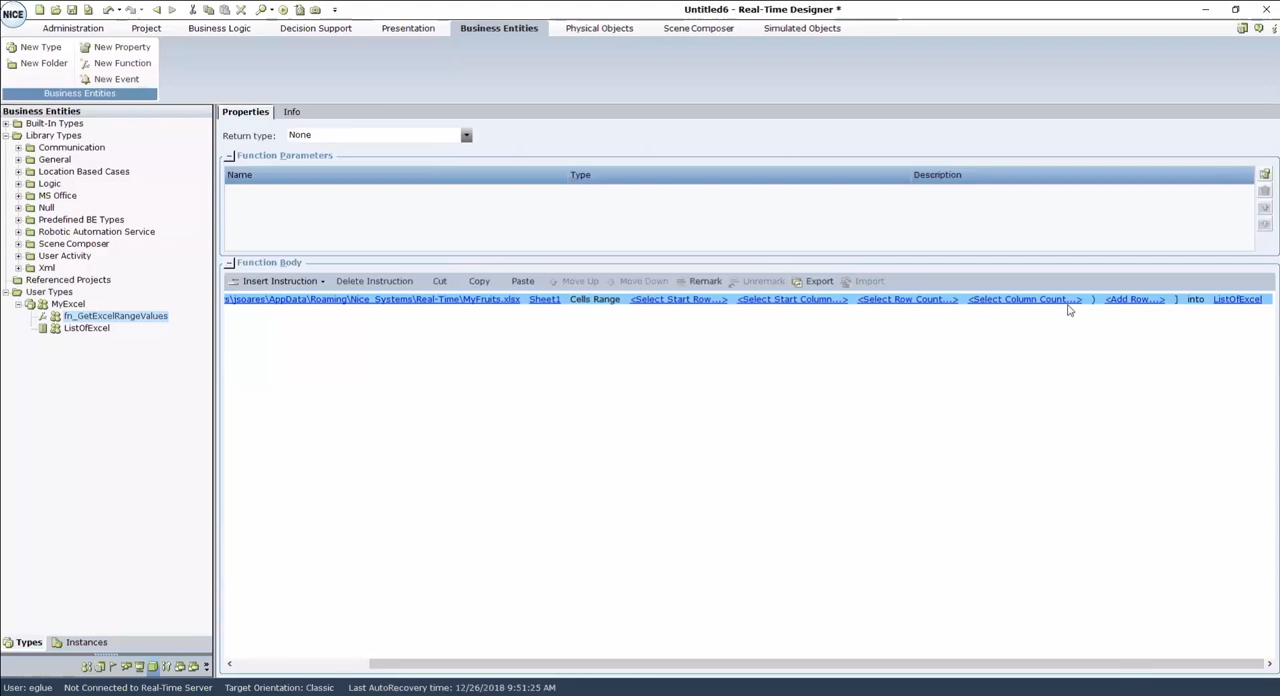 NICE
Untitled6 - Real-Time Designer *
Administration Project Business Logic Decision Support Presentation Business Entities Physical Objects Scene Composer Simulated Objects
New Type New Property
New Folder New Function
New Event
Business Entities
Business Entities
Built-In Types
Library Types
Communication
General
Location Based Cases
Logic
MS Office
Null
Predefined BE Types
Robotic Automation Service
Scene Composer
User Activity
Xml
Referenced Projects
User Types
MyExcel
fn_GetExcelRangeValues
ListOfExcel
Types Instances
Properties Info
Return type: None
Function Parameters
Name Type Description
Function Body
Insert Instruction Delete Instruction Cut Copy Paste Move Up Move Down Remark Unremark Export Import
s\jsoares\AppData\Roaming\Nice_Systems\Real-Time\MyFruits.xlsx Sheet1 Cells Range <Select Start Row...> <Select Start Column...> <Select Row Count...> <Select Column Count...> ) <Add Row...> ] into ListOfExcel
User: eglue Not Connected to Real-Time Server Target Orientation: Classic Last AutoRecovery time: 12/26/2018 9:51:25 AM